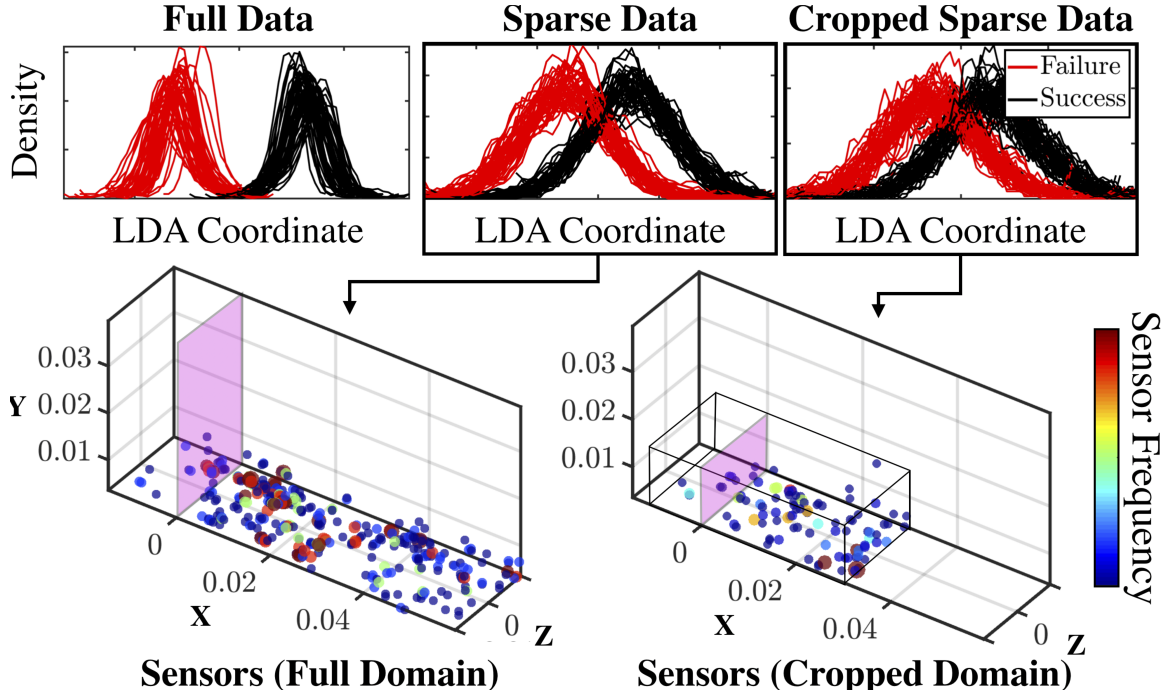 Full Data
Sparse Data
Cropped Sparse Data
Density
Failure
Success
LDA Coordinate
LDA Coordinate
LDA Coordinate
0.03
Y 0.02
0.01
0
0.02
0.04
X
0
Z
0.03
0.02
0.01
0
0.02
0.04
X
0
Z
Sensor Frequency
Sensors (Full Domain)
Sensors (Cropped Domain)